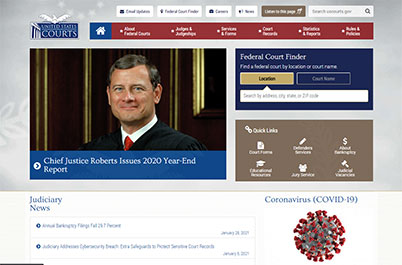 Email Updates
Federal Court Finder
Careers
News
Listen to this page
Search uscourts.gov
UNITED STATES
COURTS
About
Federal Courts
Judges &
Judgeships
Services
& Forms
Court
Records
Statistics
& Reports
Rules &
Policies
Federal Court Finder
Find a federal court by location or court name.
Location
Court Name
Search by address, city, state, or ZIP code
Chief Justice Roberts Issues 2020 Year-End
Report
Quick Links
Court Forms
Defenders
Services
About
Bankruptcy
Educational
Resources
Jury Service
Judicial
Vacancies
Judiciary
News
Annual Bankruptcy Filings Fall 29.7 Percent
January 28, 2021
Judiciary Addresses Cybersecurity Breach: Extra Safeguards to Protect Sensitive Court Records
January 6, 2021
Coronavirus (COVID-19)